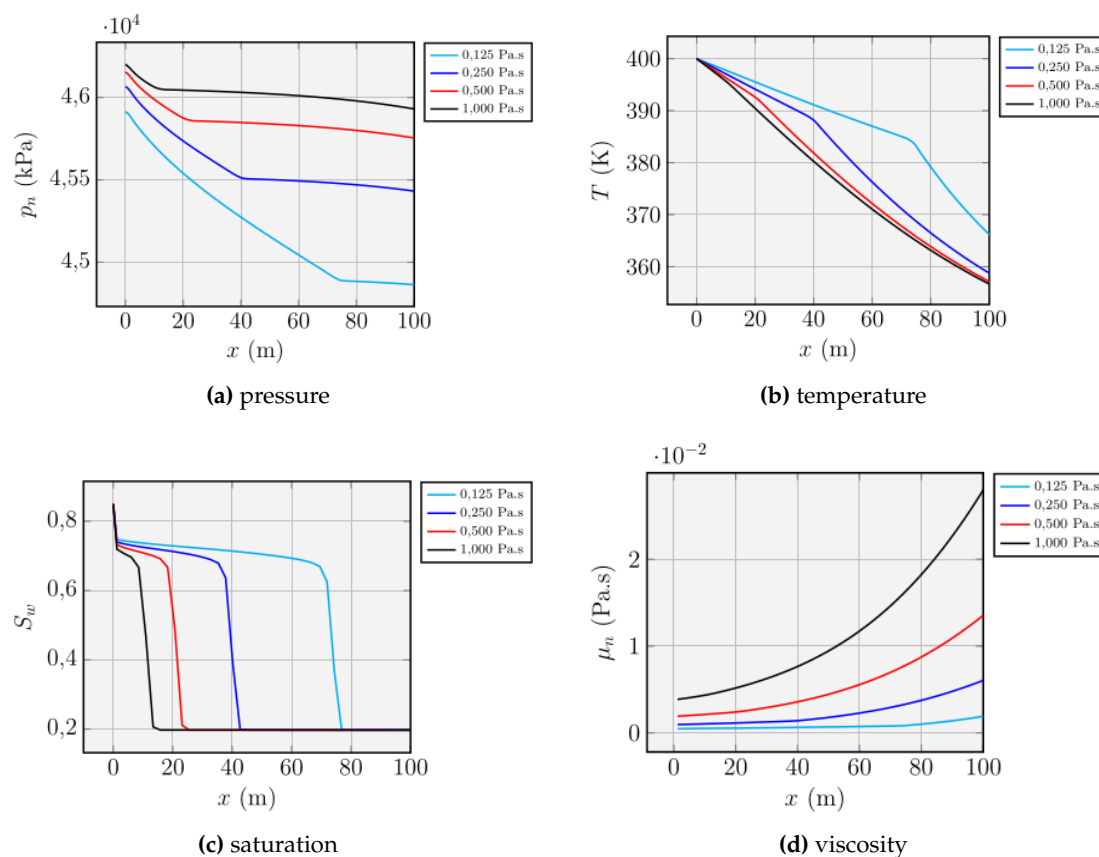 ·10⁴
4,6
4,55
4,5
0 20 40 60 80 100
pₙ (kPa)
x (m)
0,125 Pa.s
0,250 Pa.s
0,500 Pa.s
1,000 Pa.s
(a) pressure
400
390
380
370
360
0 20 40 60 80 100
T (K)
x (m)
0,125 Pa.s
0,250 Pa.s
0,500 Pa.s
1,000 Pa.s
(b) temperature
0,8
0,6
0,4
0,2
0 20 40 60 80 100
S_w
x (m)
0,125 Pa.s
0,250 Pa.s
0,500 Pa.s
1,000 Pa.s
(c) saturation
·10⁻²
2
1
0
0 20 40 60 80 100
μₙ (Pa.s)
x (m)
0,125 Pa.s
0,250 Pa.s
0,500 Pa.s
1,000 Pa.s
(d) viscosity